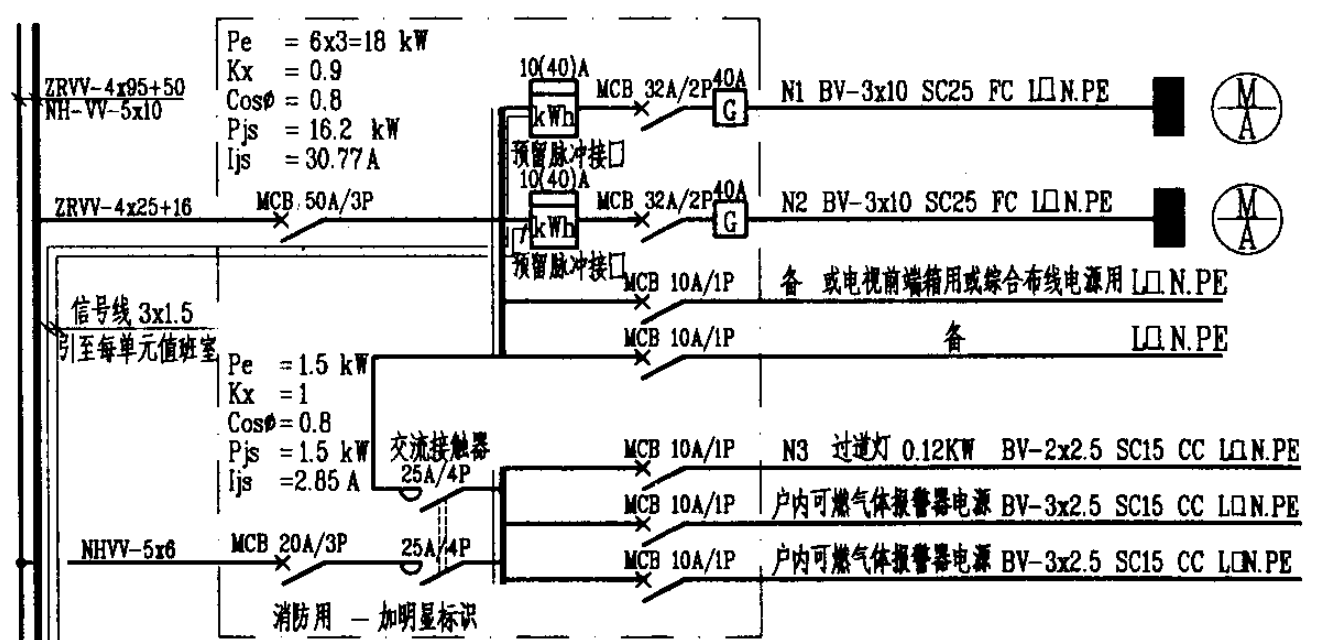 Pe = 6x3=18 kW
Kx = 0.9
Cosø = 0.8
Pjs = 16.2 kW
Ijs = 30.77A
ZRVV-4x95+50
NH-VV-5x10
10(40)A
kWh
预留脉冲接口
MCB 32A/2P
40A
G
N1 BV-3x10 SC25 FC L□ N.PE
M
A
ZRVV-4x25+16
MCB 50A/3P
10(40)A
kWh
预留脉冲接口
MCB 32A/2P
40A
G
N2 BV-3x10 SC25 FC L□ N.PE
M
A
MCB 10A/1P
备 或电视前端箱用或综合布线电源用 L□ N.PE
信号线 3x1.5
引至每单元值班室
MCB 10A/1P
备 L□ N.PE
Pe =1.5 kW
Kx =1
Cosø=0.8
Pjs =1.5 kW
Ijs =2.85 A
交流接触器
25A/4P
MCB 10A/1P
N3 过道灯 0.12KW BV-2x2.5 SC15 CC L□ N.PE
MCB 10A/1P
户内可燃气体报警器电源 BV-3x2.5 SC15 CC L□ N.PE
NHVV-5x6
MCB 20A/3P
25A/4P
MCB 10A/1P
户内可燃气体报警器电源 BV-3x2.5 SC15 CC L□ N.PE
消防用 —加明显标识